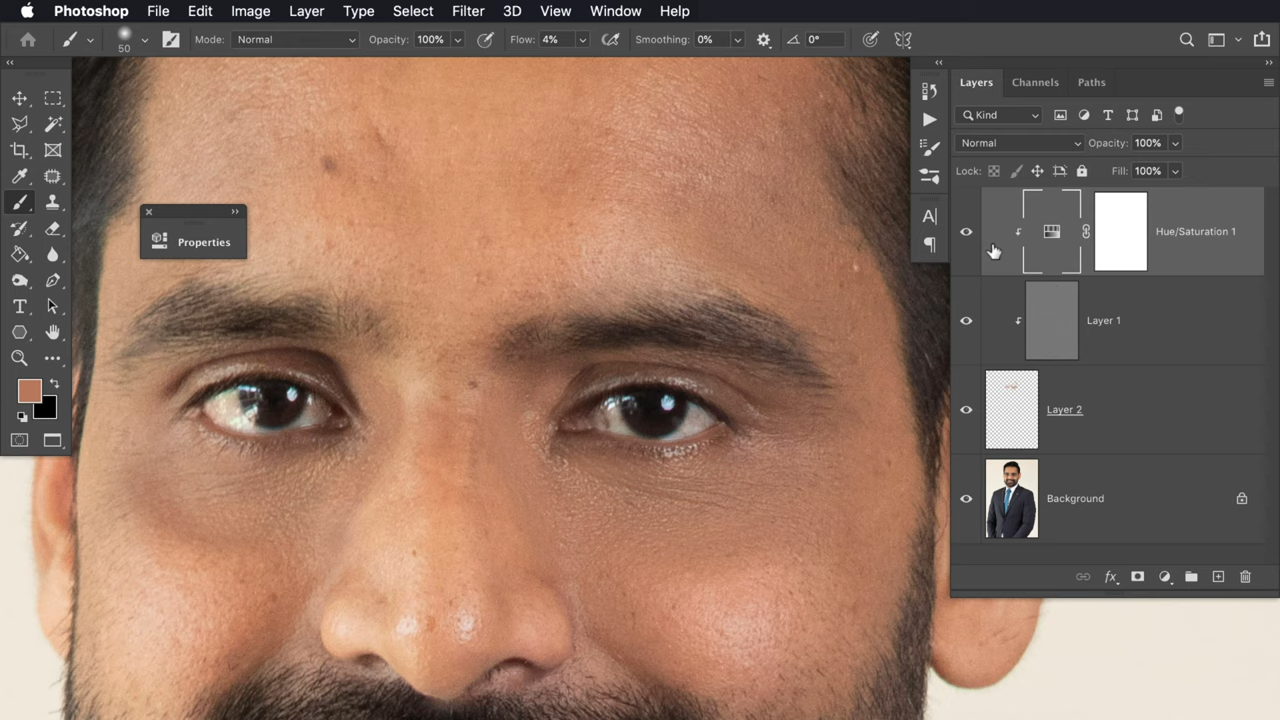 Photoshop File Edit Image Layer Type Select Filter 3D View Window Help
50 Mode: Normal Opacity: 100% Flow: 4% Smoothing: 0% 0°
Layers Channels Paths
Kind
Normal Opacity: 100%
Lock: Fill: 100%
Properties
Hue/Saturation 1
Layer 1
Layer 2
Background
fx